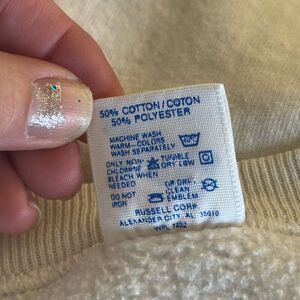 50% COTTON/COTON
50% POLYESTER
MACHINE WASH
WARM-COLORS
WASH SEPARATELY
ONLY NON- TUMBLE
CHLORINE DRY-LOW
BLEACH WHEN
NEEDED OR DRY-
DO NOT CLEAN
IRON EMBLEM
RUSSELL CORP.
ALEXANDER CITY, AL 35010
WPL